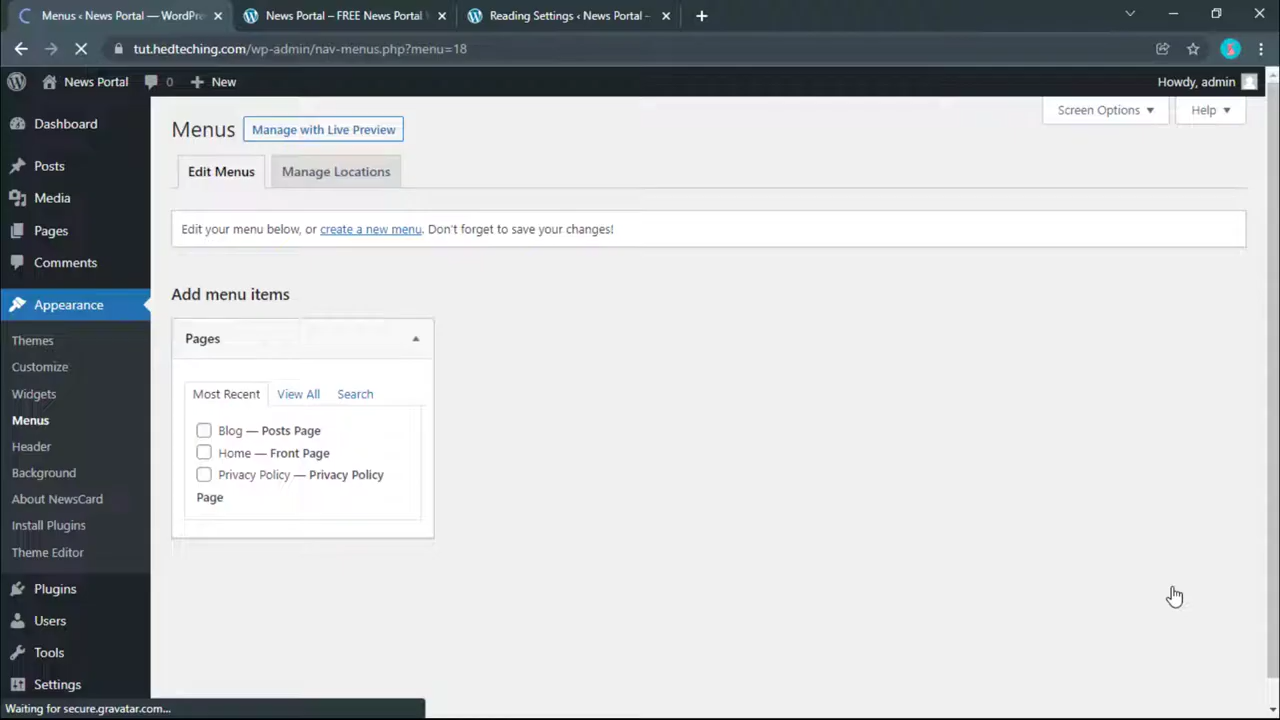 Menus ‹ News Portal — WordPre
News Portal – FREE News Portal
Reading Settings ‹ News Portal –
tut.hedteching.com/wp-admin/nav-menus.php?menu=18
News Portal
0
New
Howdy, admin
Dashboard
Posts
Media
Pages
Comments
Appearance
Themes
Customize
Widgets
Menus
Header
Background
About NewsCard
Install Plugins
Theme Editor
Plugins
Users
Tools
Settings
Screen Options
Help
Menus
Manage with Live Preview
Edit Menus
Manage Locations
Edit your menu below, or create a new menu. Don't forget to save your changes!
Add menu items
Pages
Most Recent
View All
Search
Blog — Posts Page
Home — Front Page
Privacy Policy — Privacy Policy
Page
Waiting for secure.gravatar.com...